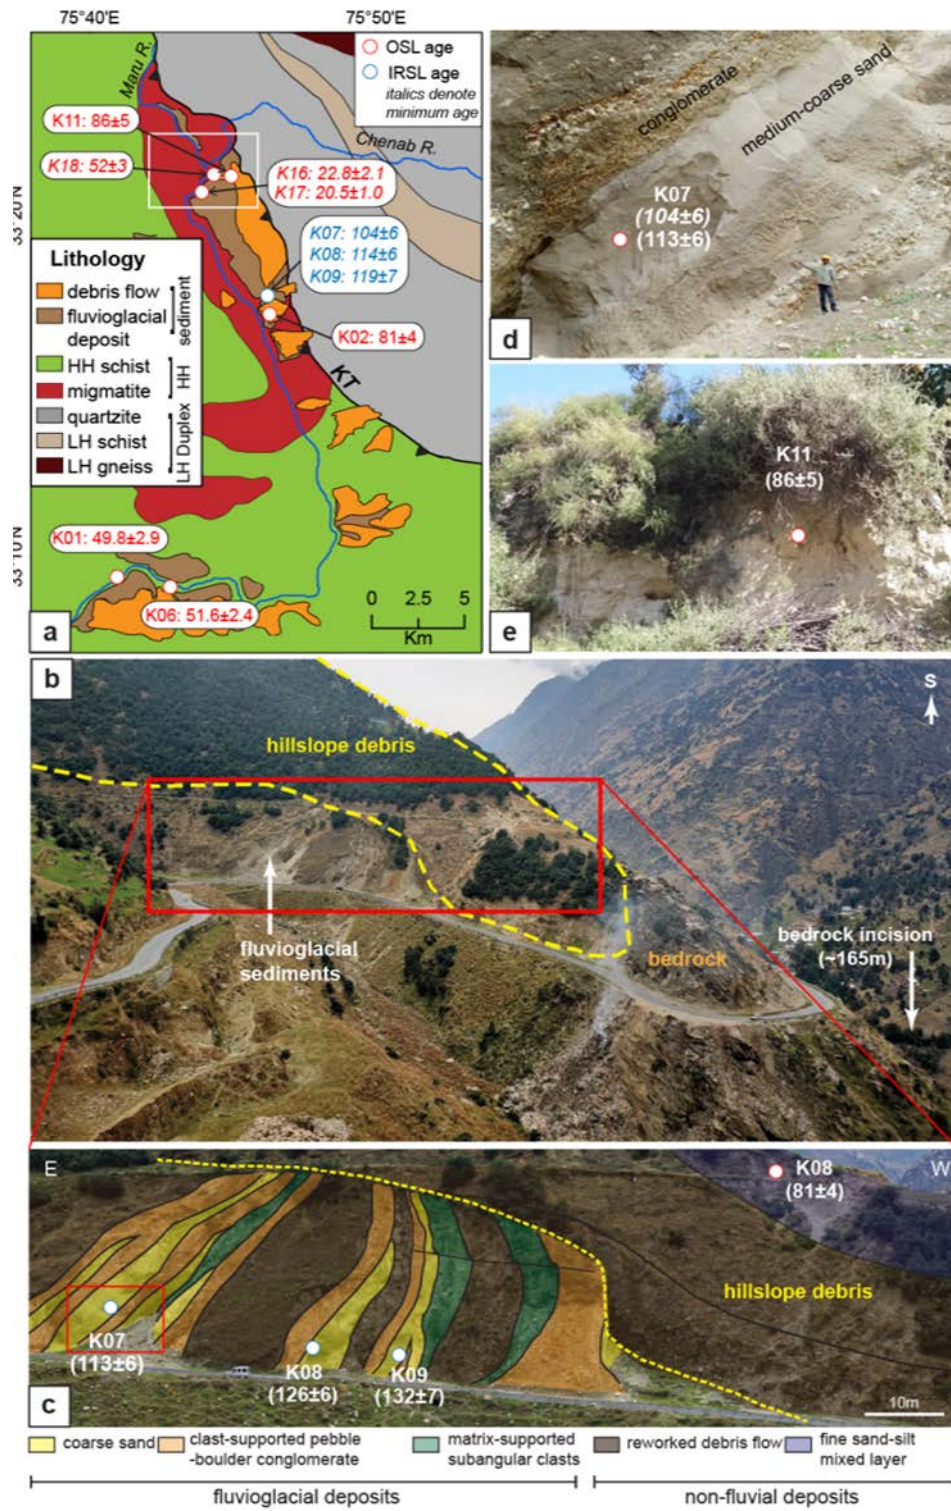 75°40'E
75°50'E
33°20'N
33°10'N
Maru R.
Chenab R.
OSL age
IRSL age
italics denote
minimum age
K11: 86±5
K18: 52±3
K16: 22.8±2.1
K17: 20.5±1.0
K07: 104±6
K08: 114±6
K09: 119±7
K02: 81±4
KT
Lithology
debris flow
fluvioglacial
deposit
sediment
HH schist
migmatite
HH
quartzite
LH schist
LH gneiss
LH Duplex
K01: 49.8±2.9
K06: 51.6±2.4
0 2.5 5
Km
a
conglomerate
medium-coarse sand
K07
(104±6)
(113±6)
d
K11
(86±5)
e
b
S
hillslope debris
fluvioglacial
sediments
bedrock
bedrock incision
(~165m)
E
W
K08
(81±4)
hillslope debris
K07
(113±6)
K08
(126±6)
K09
(132±7)
10m
c
coarse sand
clast-supported pebble
-boulder conglomerate
matrix-supported
subangular clasts
reworked debris flow
fine sand-silt
mixed layer
fluvioglacial deposits
non-fluvial deposits